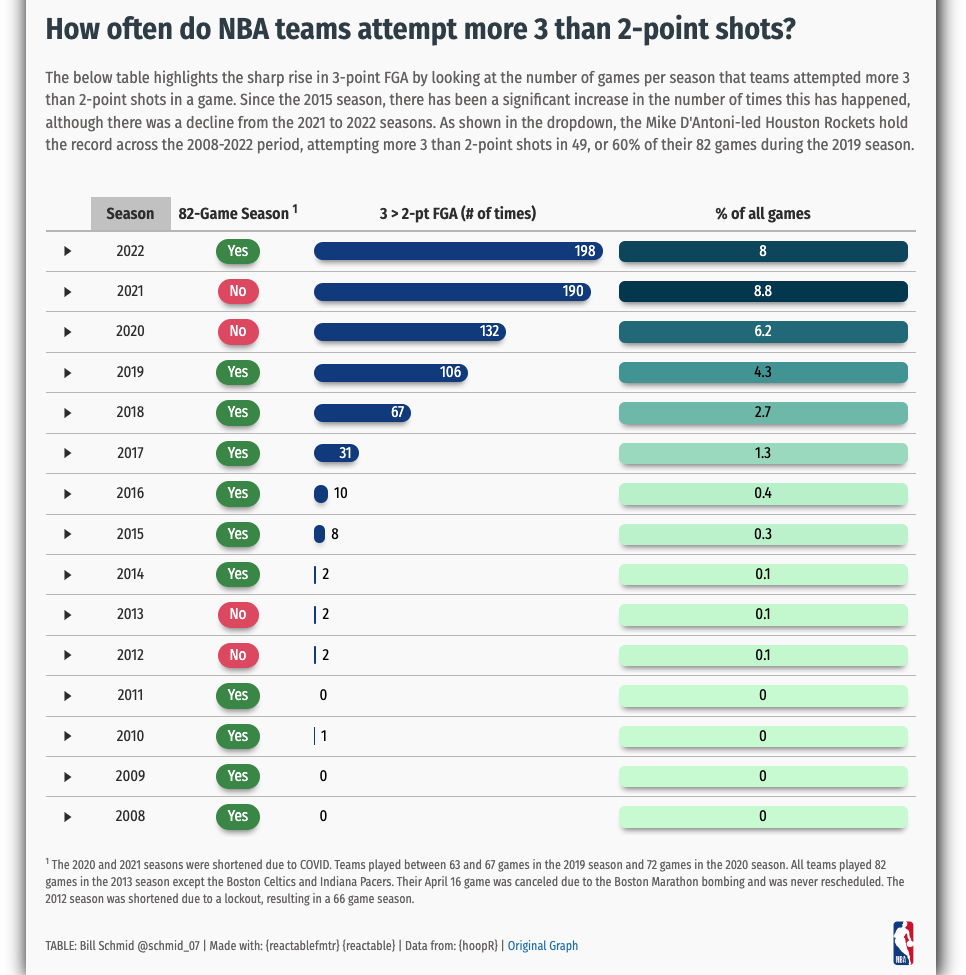 How often do NBA teams attempt more 3 than 2-point shots?
The below table highlights the sharp rise in 3-point FGA by looking at the number of games per season that teams attempted more 3
than 2-point shots in a game. Since the 2015 season, there has been a significant increase in the number of times this has happened,
although there was a decline from the 2021 to 2022 seasons. As shown in the dropdown, the Mike D'Antoni-led Houston Rockets hold
the record across the 2008-2022 period, attempting more 3 than 2-point shots in 49, or 60% of their 82 games during the 2019 season.
Season 82-Game Season 1 3 > 2-pt FGA (# of times) % of all games
2022 Yes 198 8
2021 No 190 8.8
2020 No 132 6.2
2019 Yes 106 4.3
2018 Yes 67 2.7
2017 Yes 31 1.3
2016 Yes 10 0.4
2015 Yes 8 0.3
2014 Yes 2 0.1
2013 No 2 0.1
2012 No 2 0.1
2011 Yes 0 0
2010 Yes 1 0
2009 Yes 0 0
2008 Yes 0 0
1 The 2020 and 2021 seasons were shortened due to COVID. Teams played between 63 and 67 games in the 2019 season and 72 games in the 2020 season. All teams played 82
games in the 2013 season except the Boston Celtics and Indiana Pacers. Their April 16 game was canceled due to the Boston Marathon bombing and was never rescheduled. The
2012 season was shortened due to a lockout, resulting in a 66 game season.
TABLE: Bill Schmid @schmid_07 | Made with: {reactablefmtr} {reactable} | Data from: {hoopR} | Original Graph
NBA